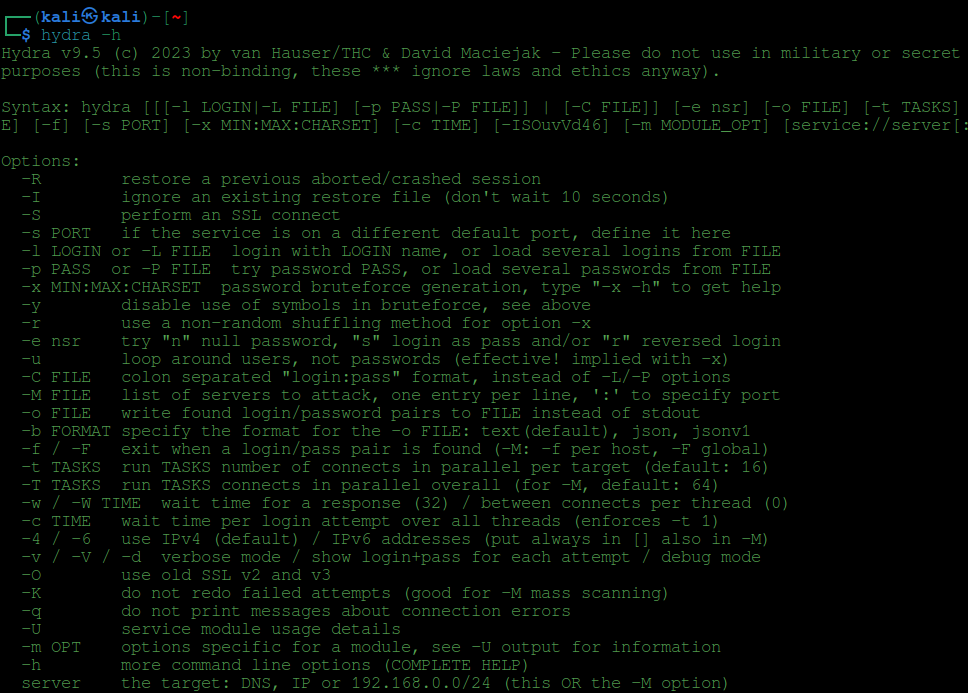 ┌──(kali㉿kali)-[~]
└─$ hydra -h
Hydra v9.5 (c) 2023 by van Hauser/THC & David Maciejak - Please do not use in military or secret
purposes (this is non-binding, these *** ignore laws and ethics anyway).
Syntax: hydra [[[-l LOGIN|-L FILE] [-p PASS|-P FILE]] | [-C FILE]] [-e nsr] [-o FILE] [-t TASKS]
E] [-f] [-s PORT] [-x MIN:MAX:CHARSET] [-c TIME] [-ISOuvVd46] [-m MODULE_OPT] [service://server[:
Options:
  -R        restore a previous aborted/crashed session
  -I        ignore an existing restore file (don't wait 10 seconds)
  -S        perform an SSL connect
  -s PORT   if the service is on a different default port, define it here
  -l LOGIN or -L FILE  login with LOGIN name, or load several logins from FILE
  -p PASS  or -P FILE  try password PASS, or load several passwords from FILE
  -x MIN:MAX:CHARSET  password bruteforce generation, type "-x -h" to get help
  -y        disable use of symbols in bruteforce, see above
  -r        use a non-random shuffling method for option -x
  -e nsr    try "n" null password, "s" login as pass and/or "r" reversed login
  -u        loop around users, not passwords (effective! implied with -x)
  -C FILE   colon separated "login:pass" format, instead of -L/-P options
  -M FILE   list of servers to attack, one entry per line, ':' to specify port
  -o FILE   write found login/password pairs to FILE instead of stdout
  -b FORMAT specify the format for the -o FILE: text(default), json, jsonv1
  -f / -F   exit when a login/pass pair is found (-M: -f per host, -F global)
  -t TASKS  run TASKS number of connects in parallel per target (default: 16)
  -T TASKS  run TASKS connects in parallel overall (for -M, default: 64)
  -w / -W TIME  wait time for a response (32) / between connects per thread (0)
  -c TIME   wait time per login attempt over all threads (enforces -t 1)
  -4 / -6   use IPv4 (default) / IPv6 addresses (put always in [] also in -M)
  -v / -V / -d  verbose mode / show login+pass for each attempt / debug mode
  -O        use old SSL v2 and v3
  -K        do not redo failed attempts (good for -M mass scanning)
  -q        do not print messages about connection errors
  -U        service module usage details
  -m OPT    options specific for a module, see -U output for information
  -h        more command line options (COMPLETE HELP)
  server    the target: DNS, IP or 192.168.0.0/24 (this OR the -M option)